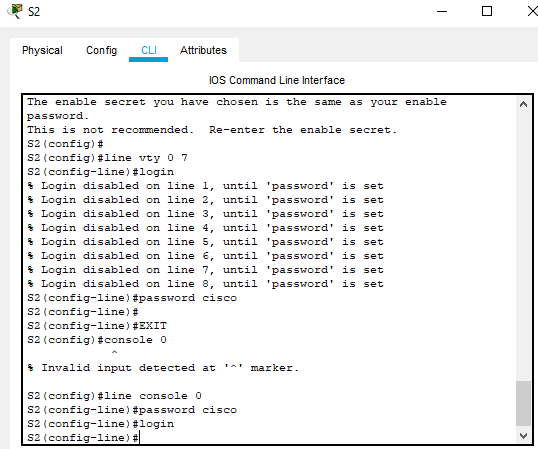 S2
Physical Config CLI Attributes
IOS Command Line Interface
The enable secret you have chosen is the same as your enable
password.
This is not recommended.  Re-enter the enable secret.
S2(config)#
S2(config)#line vty 0 7
S2(config-line)#login
% Login disabled on line 1, until 'password' is set
% Login disabled on line 2, until 'password' is set
% Login disabled on line 3, until 'password' is set
% Login disabled on line 4, until 'password' is set
% Login disabled on line 5, until 'password' is set
% Login disabled on line 6, until 'password' is set
% Login disabled on line 7, until 'password' is set
% Login disabled on line 8, until 'password' is set
S2(config-line)#password cisco
S2(config-line)#
S2(config-line)#EXIT
S2(config)#console 0
^
% Invalid input detected at '^' marker.
S2(config)#line console 0
S2(config-line)#password cisco
S2(config-line)#login
S2(config-line)#